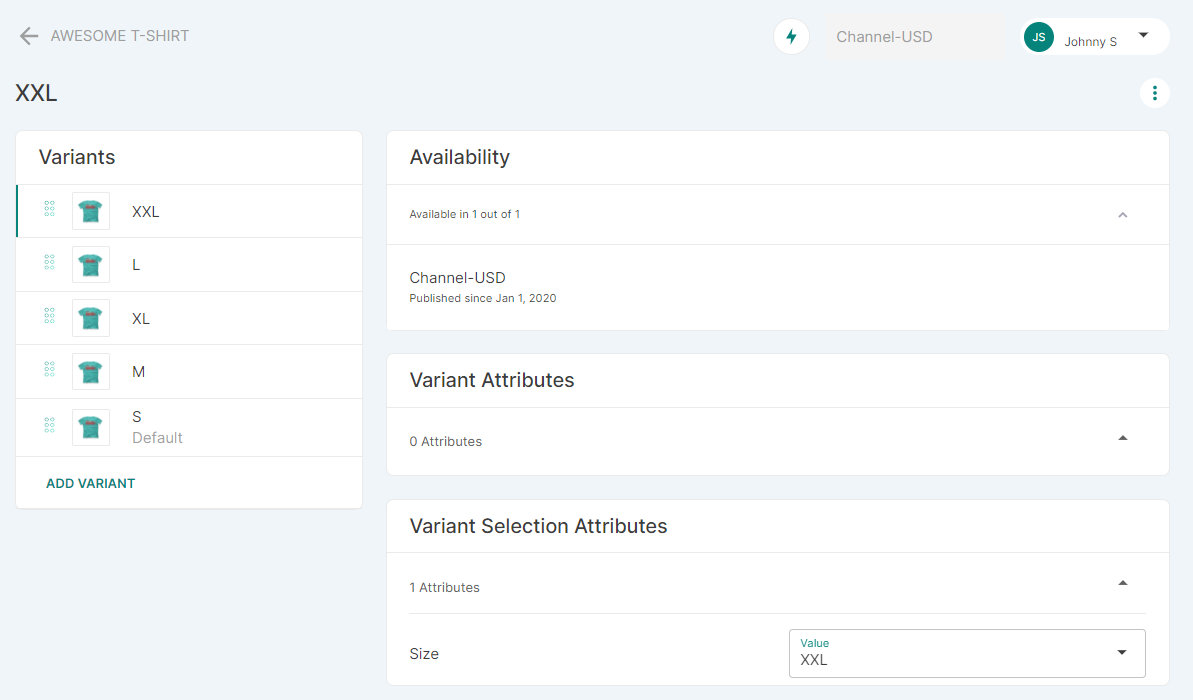 AWESOME T-SHIRT
Channel-USD
JS
Johnny S
XXL
Variants
XXL
L
XL
M
S
Default
ADD VARIANT
Availability
Available in 1 out of 1
Channel-USD
Published since Jan 1, 2020
Variant Attributes
0 Attributes
Variant Selection Attributes
1 Attributes
Size
Value
XXL